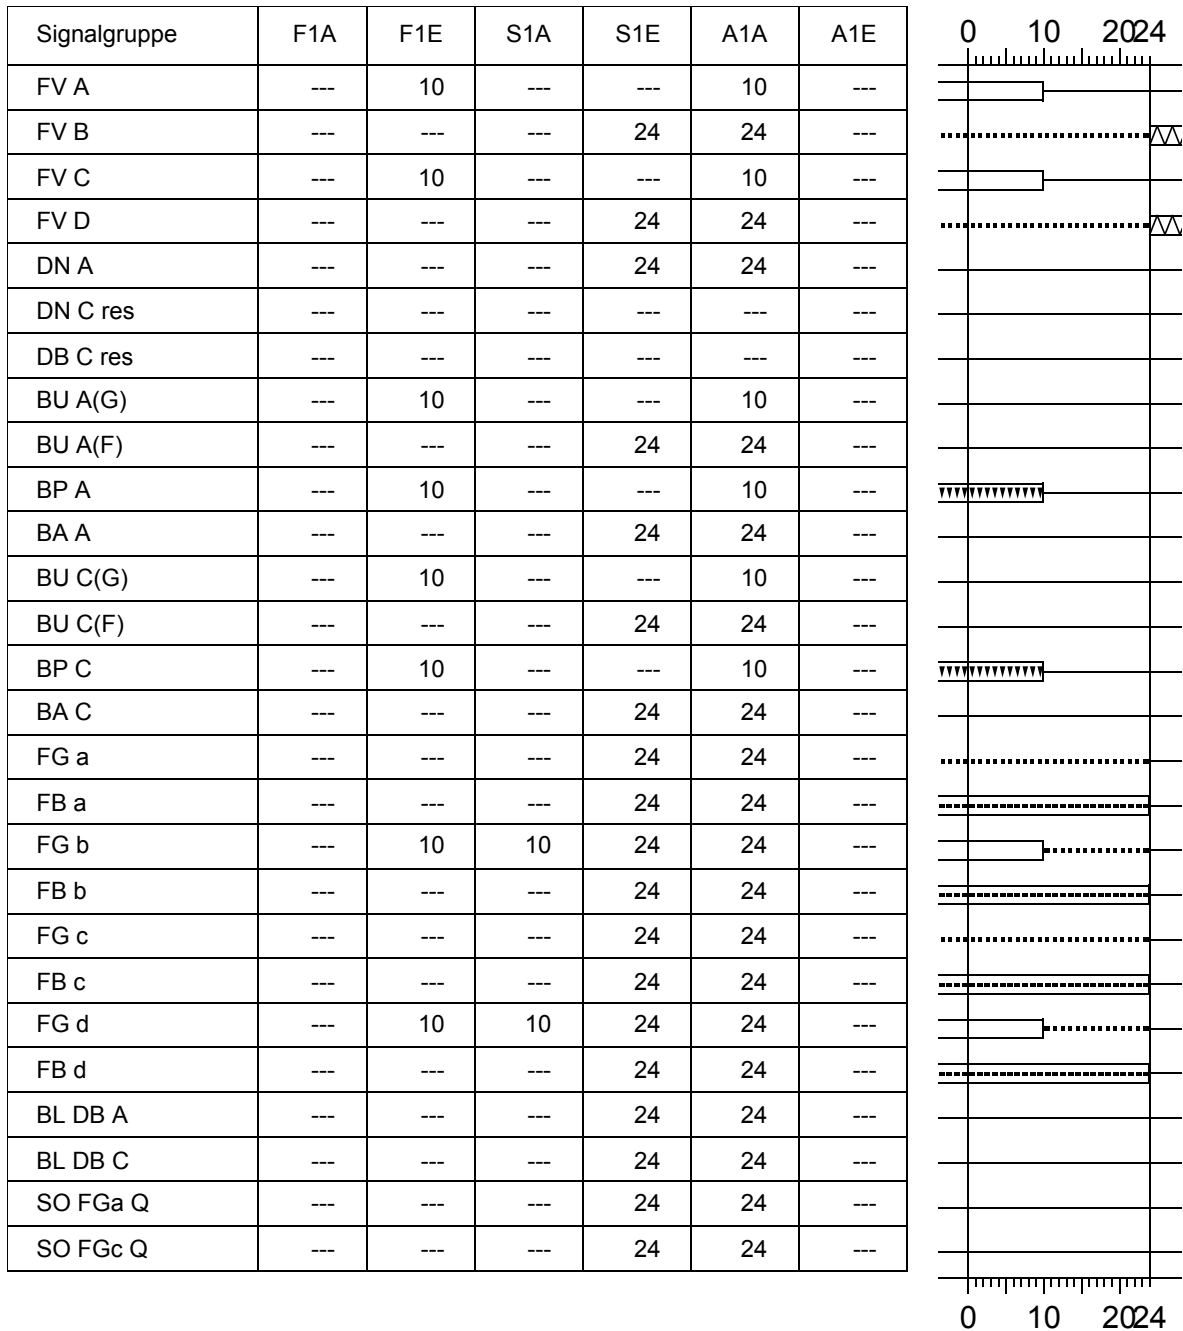 Signalgruppe F1A F1E S1A S1E A1A A1E 0 10 20 24
FV A --- 10 --- --- 10 ---
FV B --- --- --- 24 24 ---
FV C --- 10 --- --- 10 ---
FV D --- --- --- 24 24 ---
DN A --- --- --- 24 24 ---
DN C res --- --- --- --- --- ---
DB C res --- --- --- --- --- ---
BU A(G) --- 10 --- --- 10 ---
BU A(F) --- --- --- 24 24 ---
BP A --- 10 --- --- 10 ---
BA A --- --- --- 24 24 ---
BU C(G) --- 10 --- --- 10 ---
BU C(F) --- --- --- 24 24 ---
BP C --- 10 --- --- 10 ---
BA C --- --- --- 24 24 ---
FG a --- --- --- 24 24 ---
FB a --- --- --- 24 24 ---
FG b --- 10 10 24 24 ---
FB b --- --- --- 24 24 ---
FG c --- --- --- 24 24 ---
FB c --- --- --- 24 24 ---
FG d --- 10 10 24 24 ---
FB d --- --- --- 24 24 ---
BL DB A --- --- --- 24 24 ---
BL DB C --- --- --- 24 24 ---
SO FGa Q --- --- --- 24 24 ---
SO FGc Q --- --- --- 24 24 ---
0 10 20 24